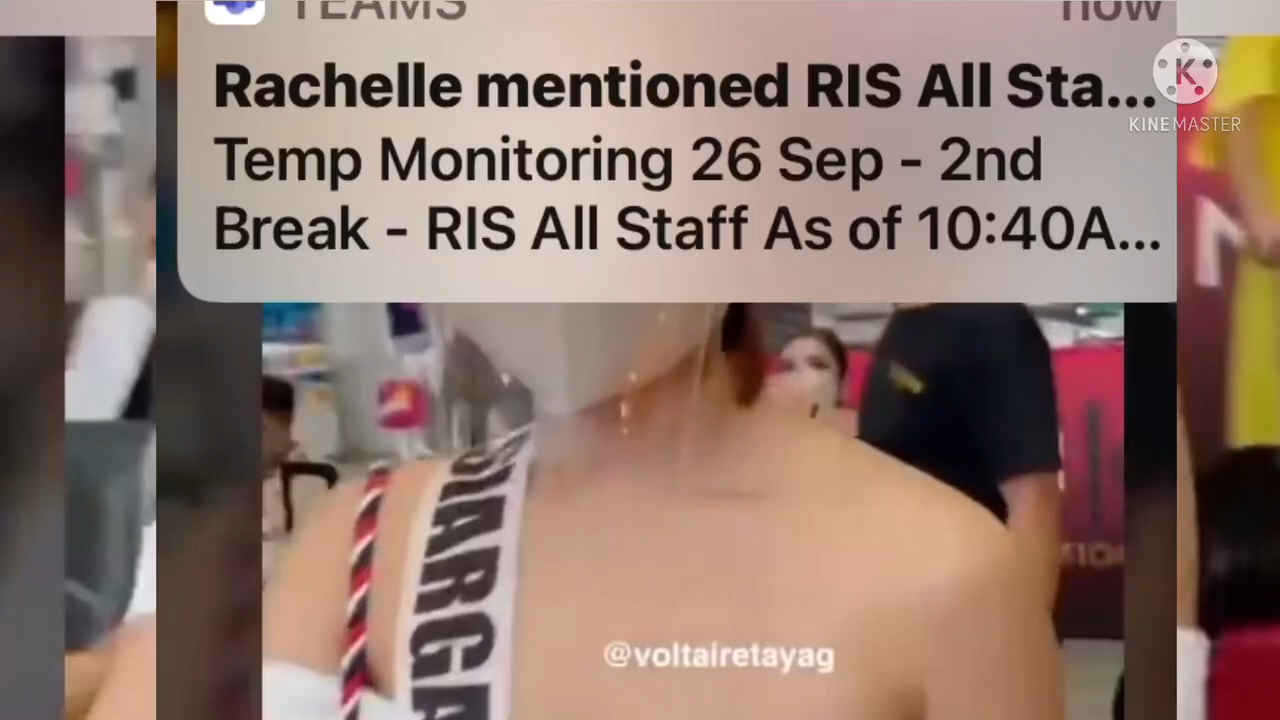 TEAMS
now
Rachelle mentioned RIS All Sta...
Temp Monitoring 26 Sep - 2nd
Break - RIS All Staff As of 10:40A...
K
KINEMASTER
N
SIARGA
@voltairetayag